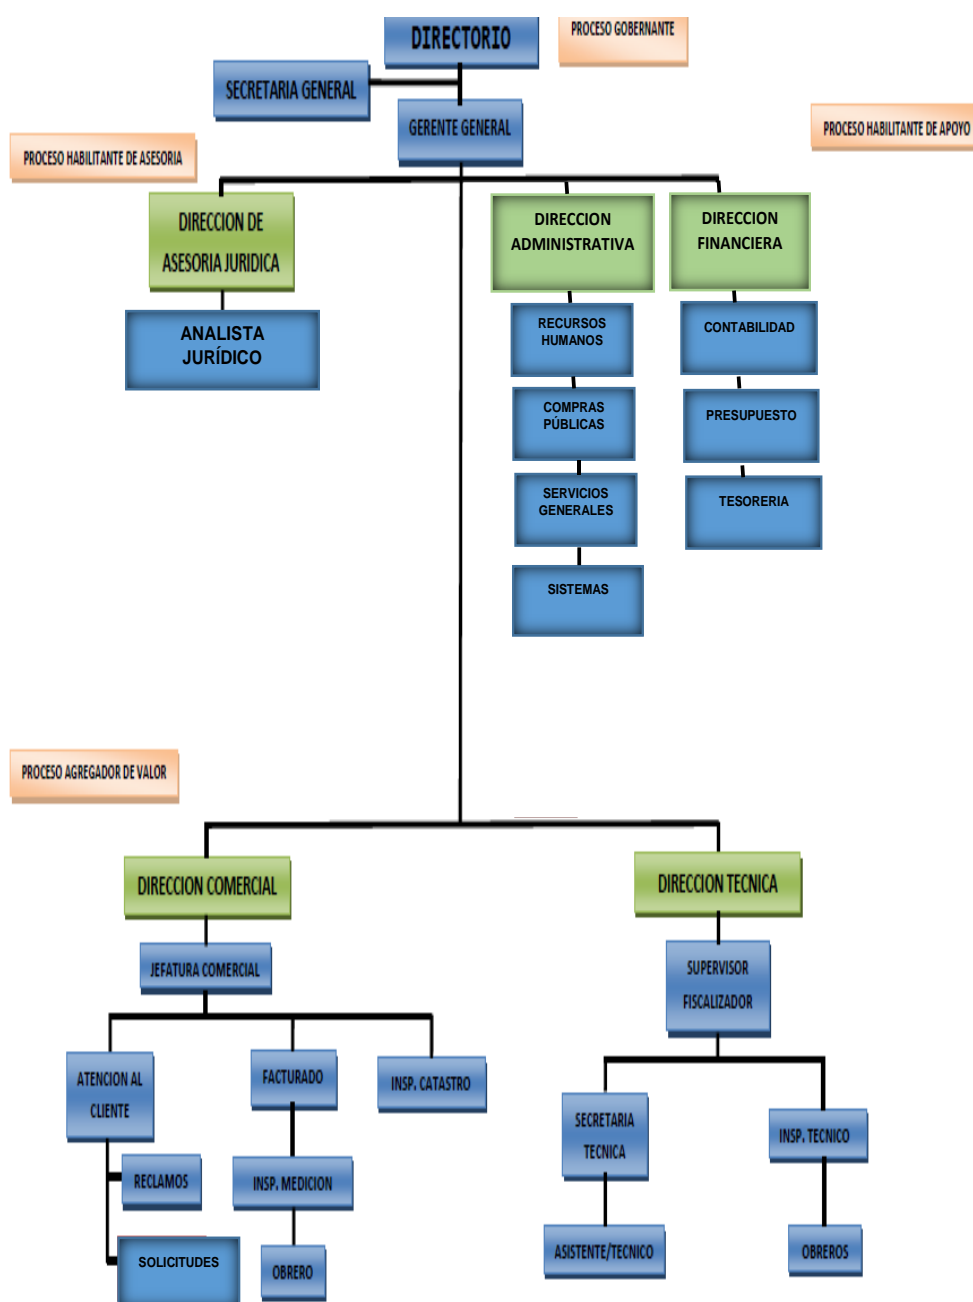 DIRECTORIO
PROCESO GOBERNANTE
SECRETARIA GENERAL
GERENTE GENERAL
PROCESO HABILITANTE DE APOYO
PROCESO HABILITANTE DE ASESORIA
DIRECCION DE
ASESORIA JURIDICA
DIRECCION
ADMINISTRATIVA
DIRECCION
FINANCIERA
ANALISTA
JURÍDICO
RECURSOS
HUMANOS
CONTABILIDAD
COMPRAS
PÚBLICAS
PRESUPUESTO
SERVICIOS
GENERALES
TESORERIA
SISTEMAS
PROCESO AGREGADOR DE VALOR
DIRECCION COMERCIAL
DIRECCION TECNICA
JEFATURA COMERCIAL
SUPERVISOR
FISCALIZADOR
ATENCION AL
CLIENTE
FACTURADO
INSP. CATASTRO
SECRETARIA
TECNICA
INSP. TECNICO
RECLAMOS
INSP. MEDICION
SOLICITUDES
OBRERO
ASISTENTE/TECNICO
OBREROS